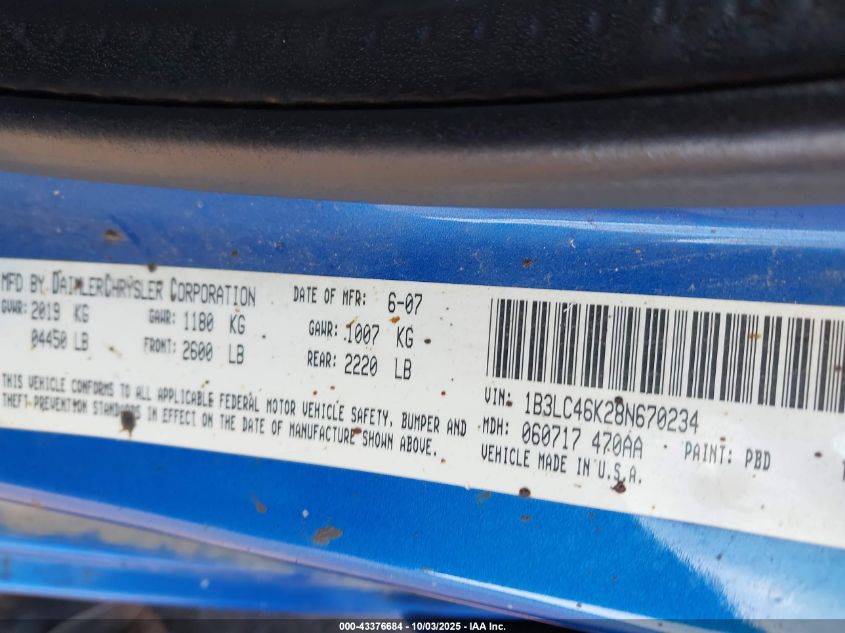 MFD BY DAIMLERCHRYSLER CORPORATION DATE OF MFR: 6-07
GVWR: 2019 KG GAWR: 1180 KG GAWR: 1007 KG
04450 LB FRONT: 2600 LB REAR: 2220 LB
THIS VEHICLE CONFORMS TO ALL APPLICABLE FEDERAL MOTOR VEHICLE SAFETY, BUMPER AND
THEFT PREVENTION STANDARDS IN EFFECT ON THE DATE OF MANUFACTURE SHOWN ABOVE.
VIN: 1B3LC46K28N670234
MDH: 060717 470AA PAINT: PBD
VEHICLE MADE IN U.S.A.
000-43376684 - 10/03/2025 - IAA Inc.